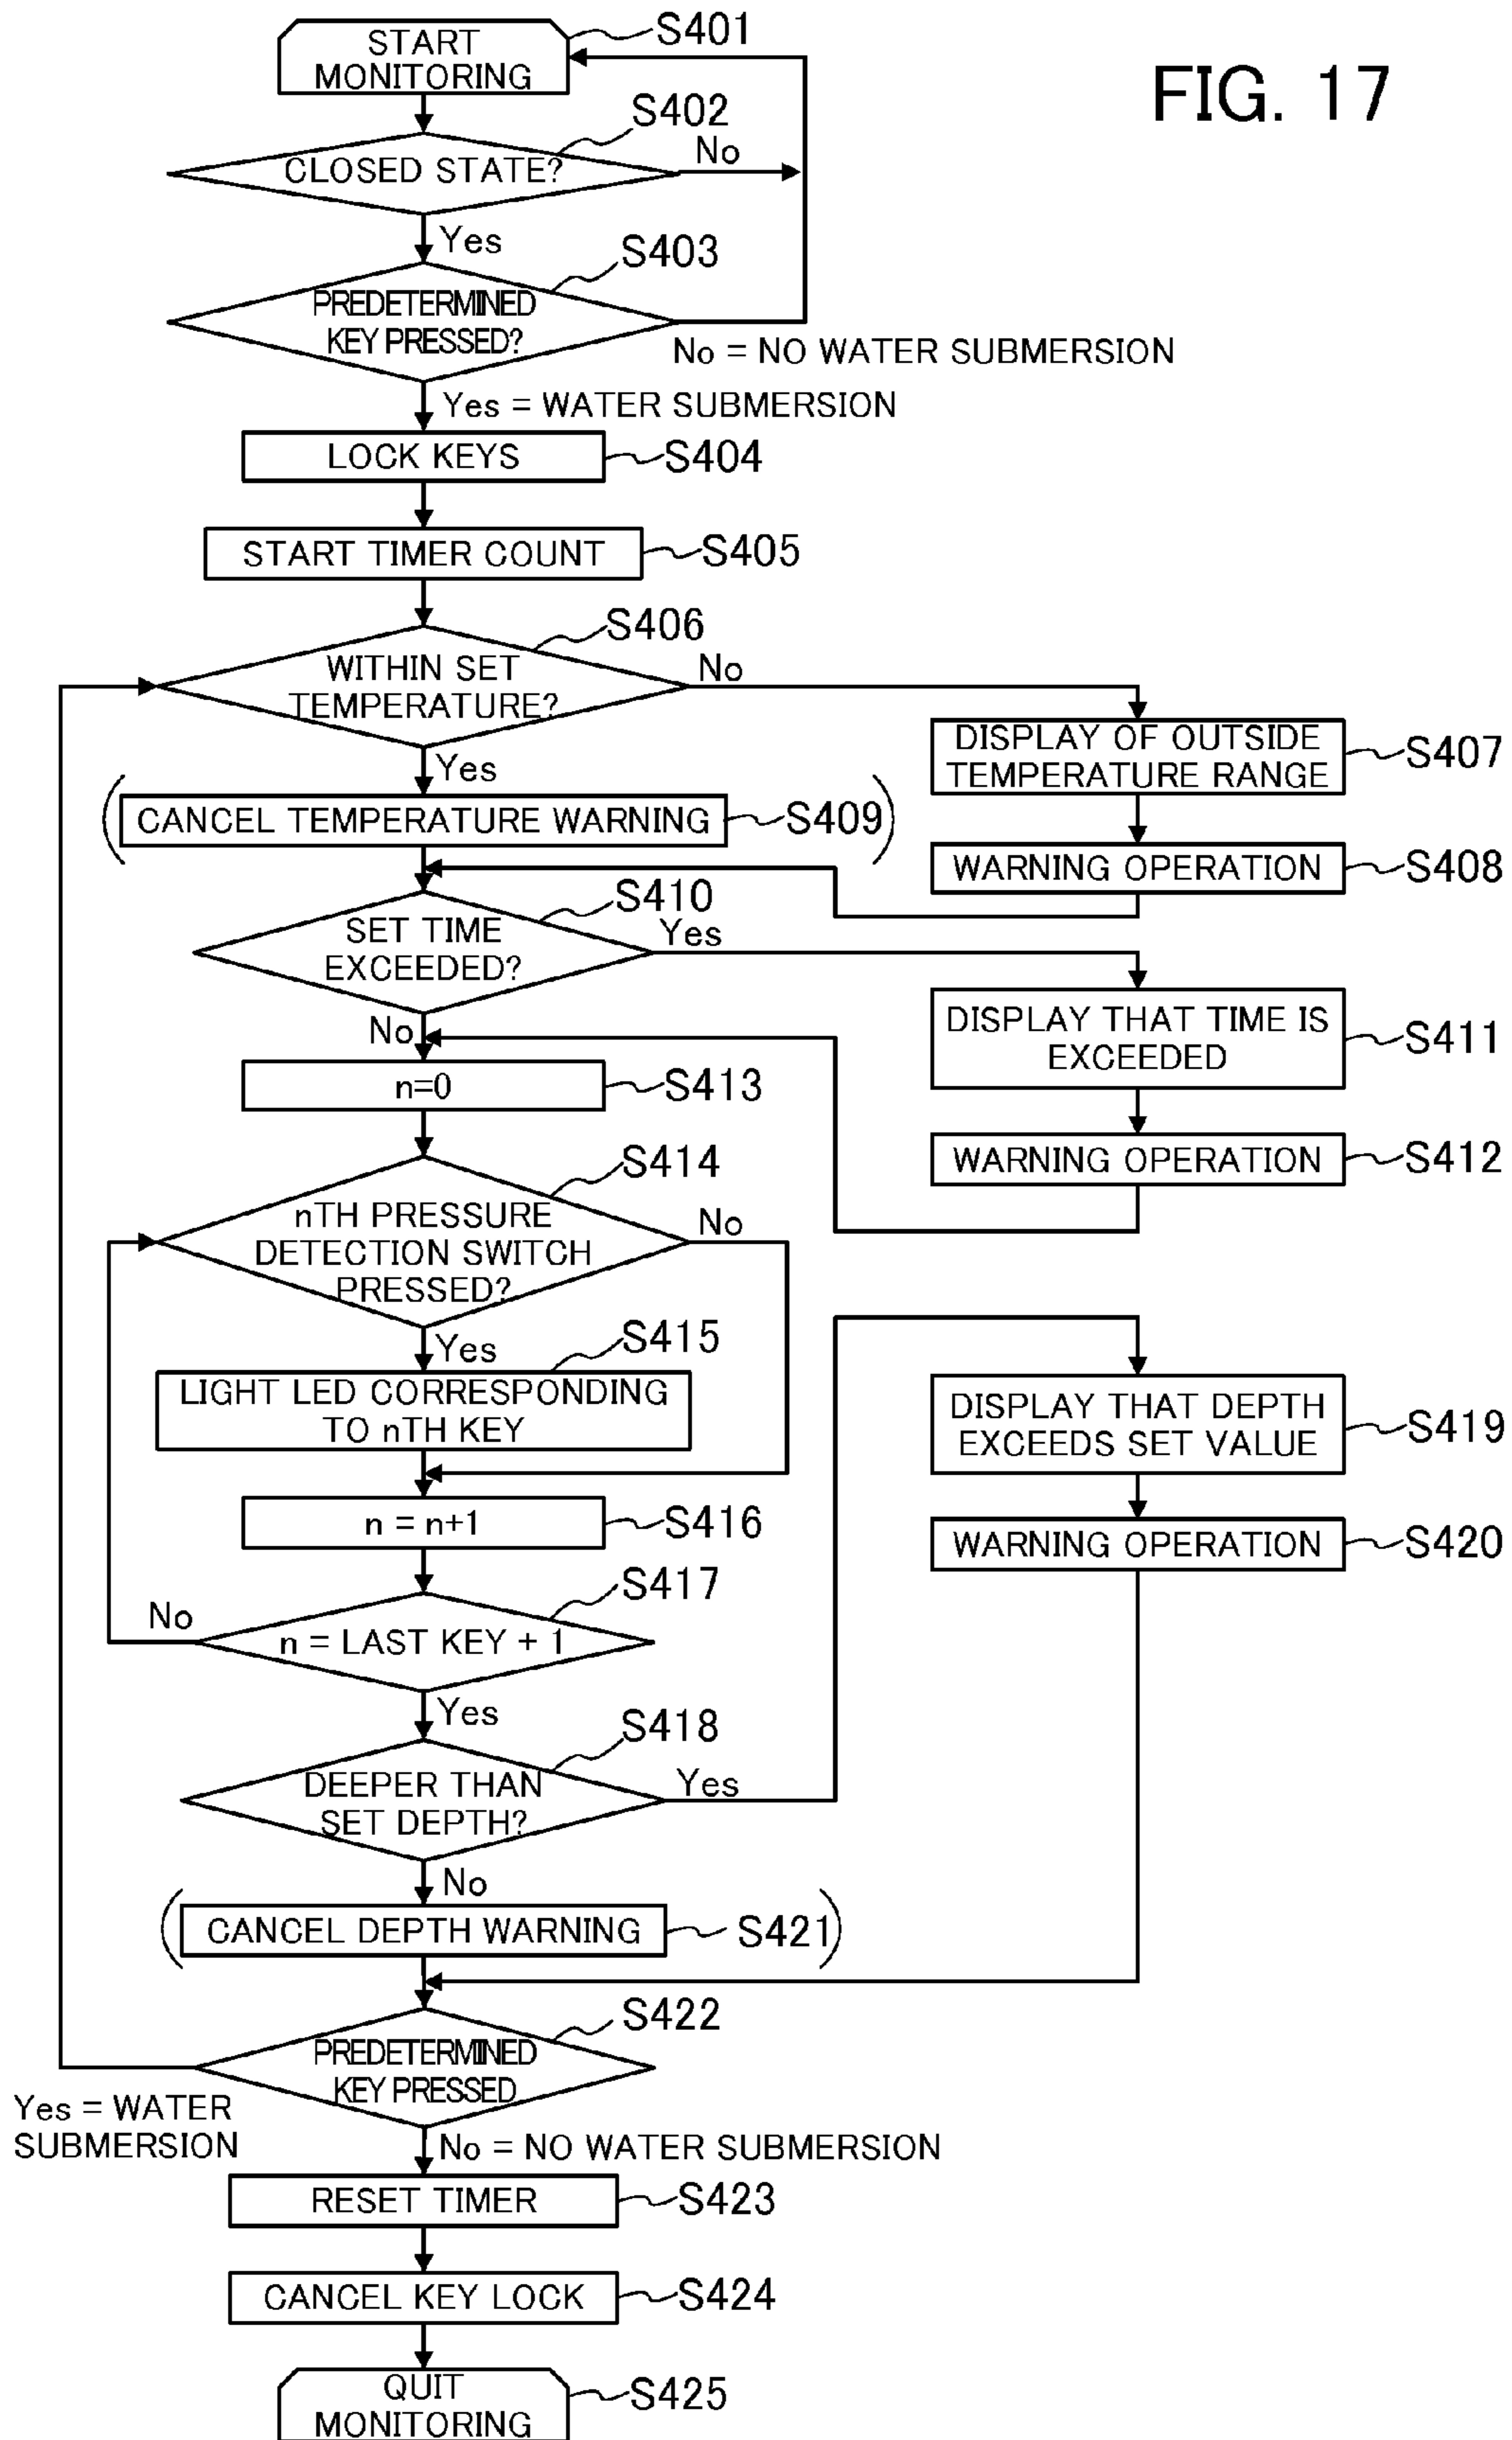 FIG. 17
START
MONITORING
S401
S402
CLOSED STATE?
No
Yes
S403
PREDETERMINED
KEY PRESSED?
No = NO WATER SUBMERSION
Yes = WATER SUBMERSION
LOCK KEYS
S404
START TIMER COUNT
S405
S406
WITHIN SET
TEMPERATURE?
No
Yes
DISPLAY OF OUTSIDE
TEMPERATURE RANGE
S407
(CANCEL TEMPERATURE WARNING S409)
WARNING OPERATION
S408
S410
SET TIME
EXCEEDED?
Yes
No
DISPLAY THAT TIME IS
EXCEEDED
S411
n=0
S413
WARNING OPERATION
S412
S414
nTH PRESSURE
DETECTION SWITCH
PRESSED?
No
Yes
S415
LIGHT LED CORRESPONDING
TO nTH KEY
DISPLAY THAT DEPTH
EXCEEDS SET VALUE
S419
n = n+1
S416
WARNING OPERATION
S420
S417
No
n = LAST KEY + 1
Yes
S418
DEEPER THAN
SET DEPTH?
Yes
No
(CANCEL DEPTH WARNING S421)
S422
PREDETERMINED
KEY PRESSED
Yes = WATER
SUBMERSION
No = NO WATER SUBMERSION
RESET TIMER
S423
CANCEL KEY LOCK
S424
QUIT
MONITORING
S425